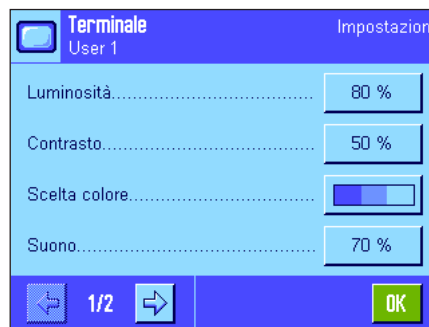 Terminale
Impostazion
User 1
Luminosità................................... 80 %
Contrasto..................................... 50 %
Scelta colore................................
Suono.......................................... 70 %
1/2
OK